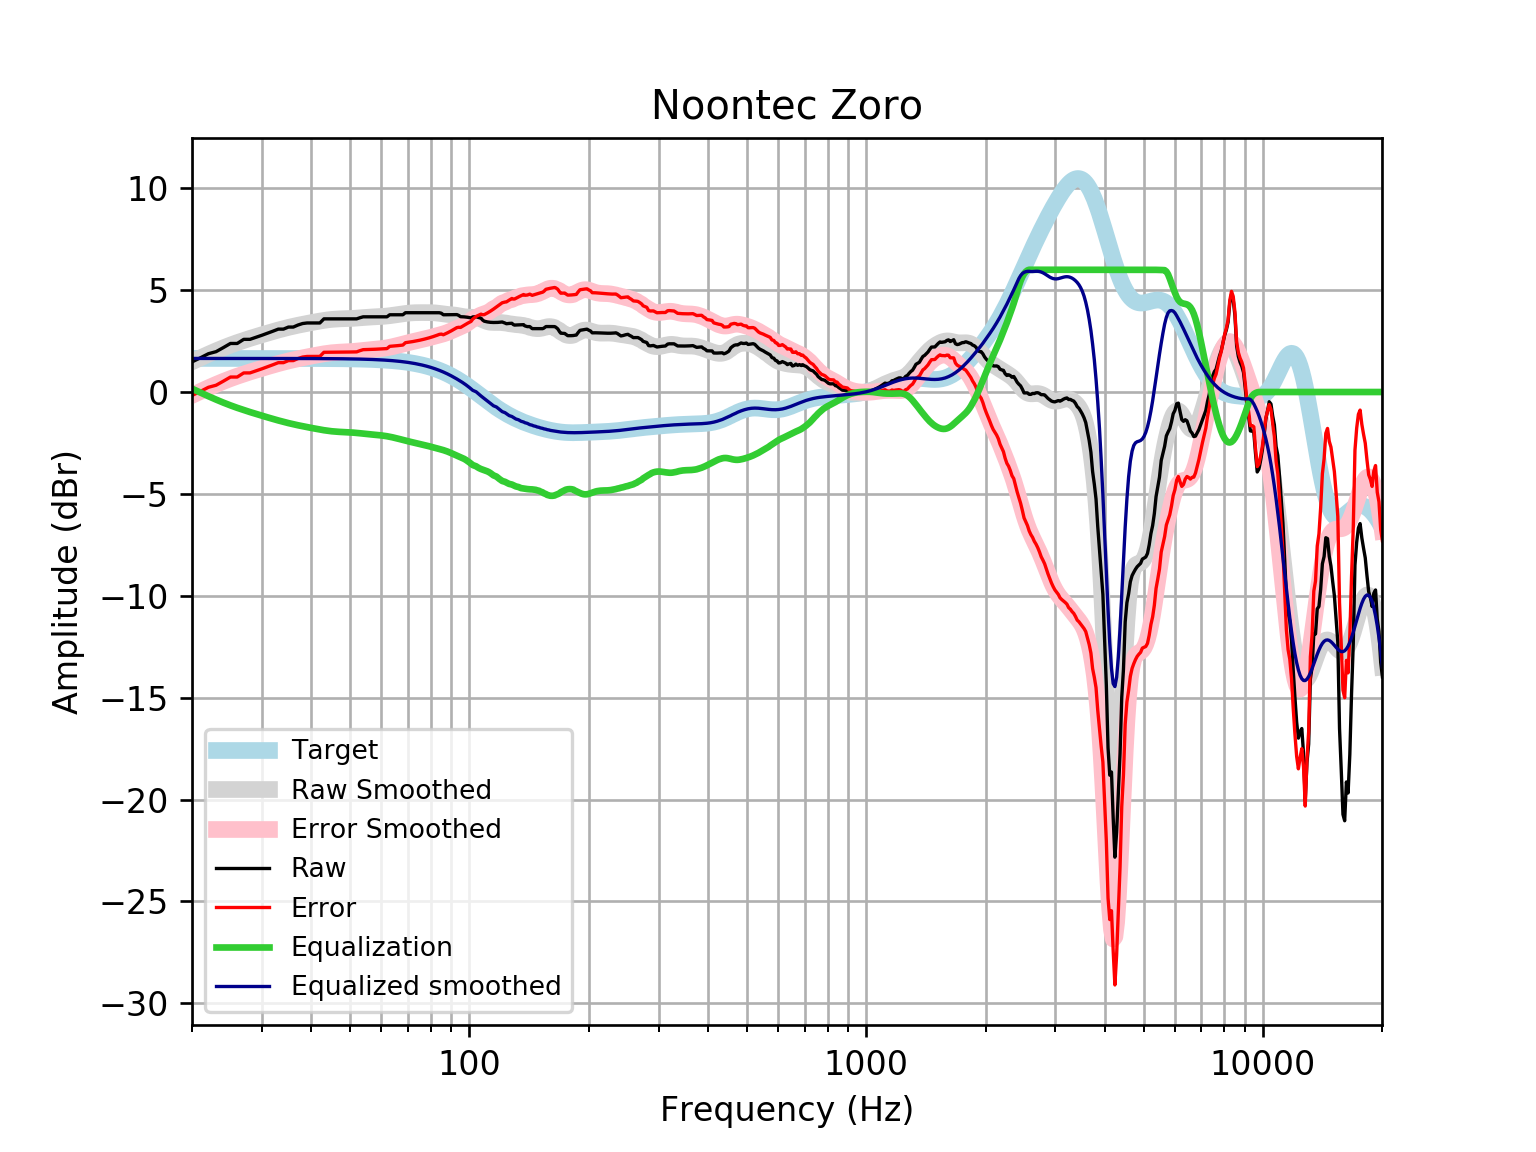 Noontec Zoro
10
5
0
−5
−10
−15
−20
−25
−30
Amplitude (dBr)
Target
Raw Smoothed
Error Smoothed
Raw
Error
Equalization
Equalized smoothed
100
1000
10000
Frequency (Hz)